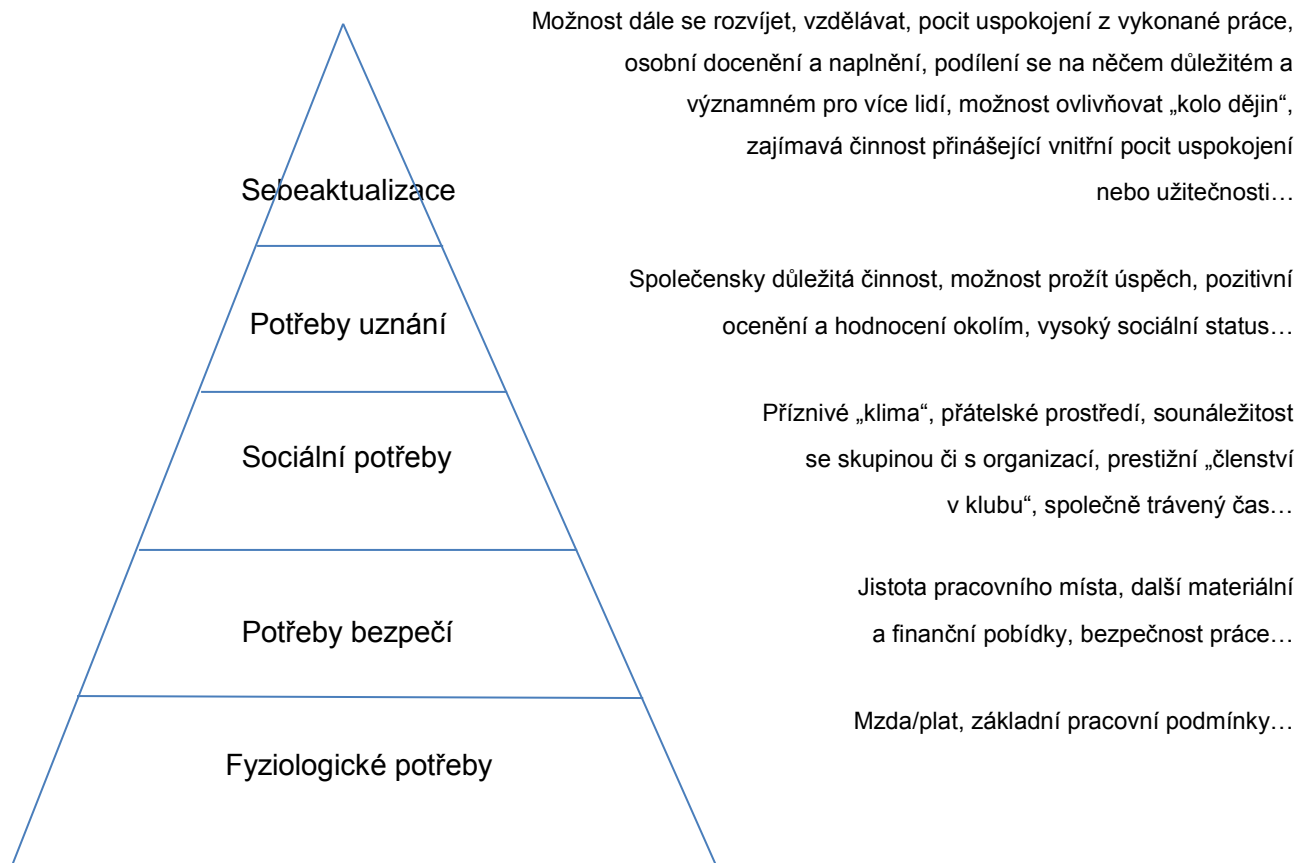 Možnost dále se rozvíjet, vzdělávat, pocit uspokojení z vykonané práce,
osobní docenění a naplnění, podílení se na něčem důležitém a
významném pro více lidí, možnost ovlivňovat „kolo dějin“,
zajímavá činnost přinášející vnitřní pocit uspokojení
nebo užitečnosti…
Sebeaktualizace
Společensky důležitá činnost, možnost prožít úspěch, pozitivní
ocenění a hodnocení okolím, vysoký sociální status…
Potřeby uznání
Příznivé „klima“, přátelské prostředí, sounáležitost
se skupinou či s organizací, prestižní „členství
v klubu“, společně trávený čas…
Sociální potřeby
Jistota pracovního místa, další materiální
a finanční pobídky, bezpečnost práce…
Potřeby bezpečí
Mzda/plat, základní pracovní podmínky…
Fyziologické potřeby